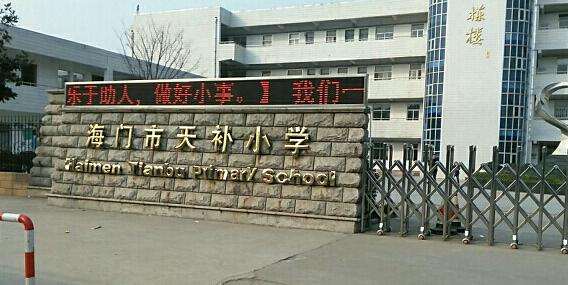 乐于助人，做好小事。】 我们一
海门市天补小学
Haimen Tianbu Primary School
栋楼